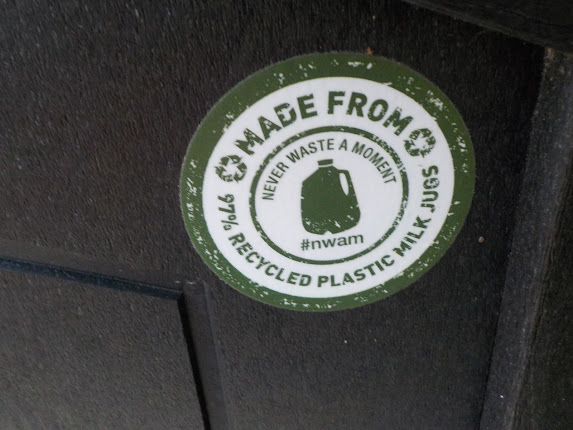 MADE FROM
97% RECYCLED PLASTIC MILK JUGS
NEVER WASTE A MOMENT
#nwam